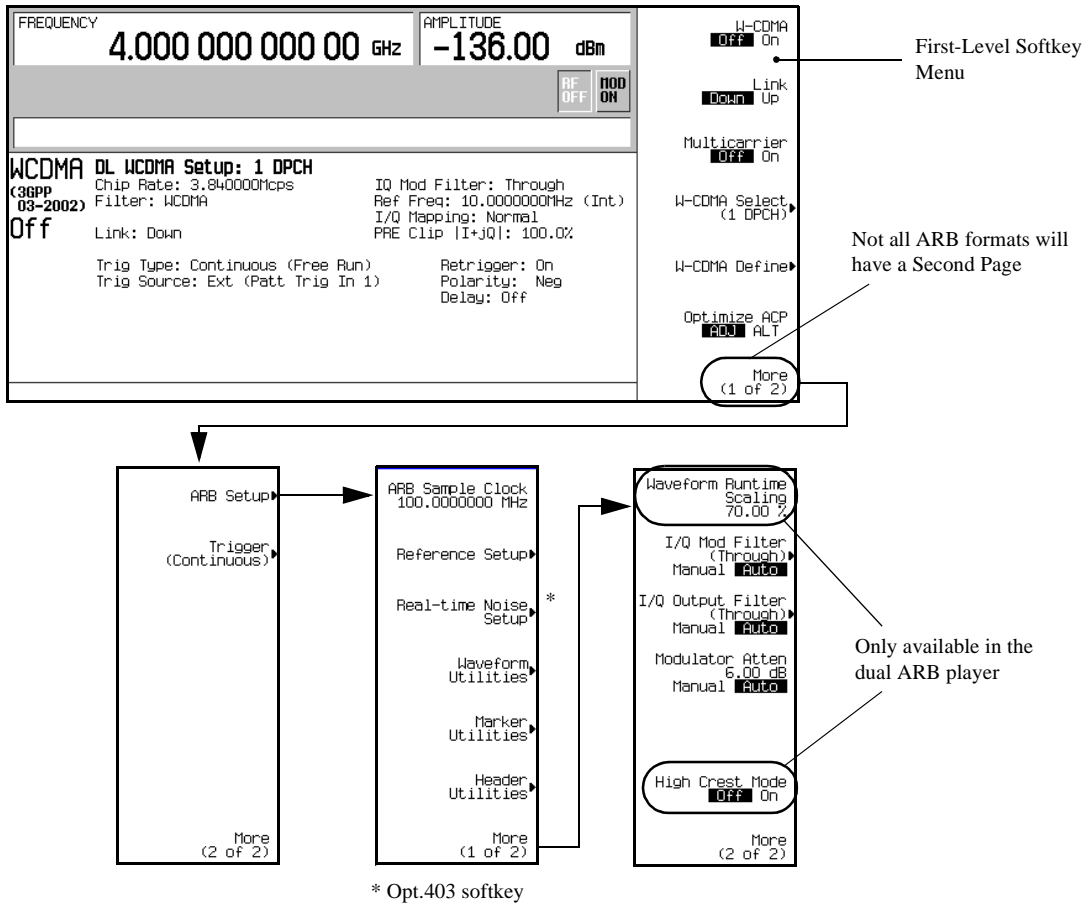 FREQUENCY
4.000 000 000 00 GHz
AMPLITUDE
-136.00 dBm
RF
OFF
MOD
ON
WCDMA
(3GPP
03-2002)
Off
DL WCDMA Setup: 1 DPCH
Chip Rate: 3.840000Mcps
Filter: WCDMA
Link: Down
IQ Mod Filter: Through
Ref Freq: 10.0000000MHz (Int)
I/Q Mapping: Normal
PRE Clip |I+jQ|: 100.0%
Trig Type: Continuous (Free Run)
Trig Source: Ext (Patt Trig In 1)
Retrigger: On
Polarity: Neg
Delay: Off
W-CDMA
Off On
Link
Down Up
Multicarrier
Off On
W-CDMA Select
(1 DPCH)
W-CDMA Define
Optimize ACP
ADJ ALT
More
(1 of 2)
First-Level Softkey
Menu
Not all ARB formats will
have a Second Page
ARB Setup
Trigger
(Continuous)
More
(2 of 2)
ARB Sample Clock
100.0000000 MHz
Reference Setup
Real-time Noise
Setup
*
Waveform
Utilities
Marker
Utilities
Header
Utilities
More
(1 of 2)
* Opt.403 softkey
Waveform Runtime
Scaling
70.00 %
I/Q Mod Filter
(Through)
Manual Auto
I/Q Output Filter
(Through)
Manual Auto
Modulator Atten
6.00 dB
Manual Auto
High Crest Mode
Off On
More
(2 of 2)
Only available in the
dual ARB player